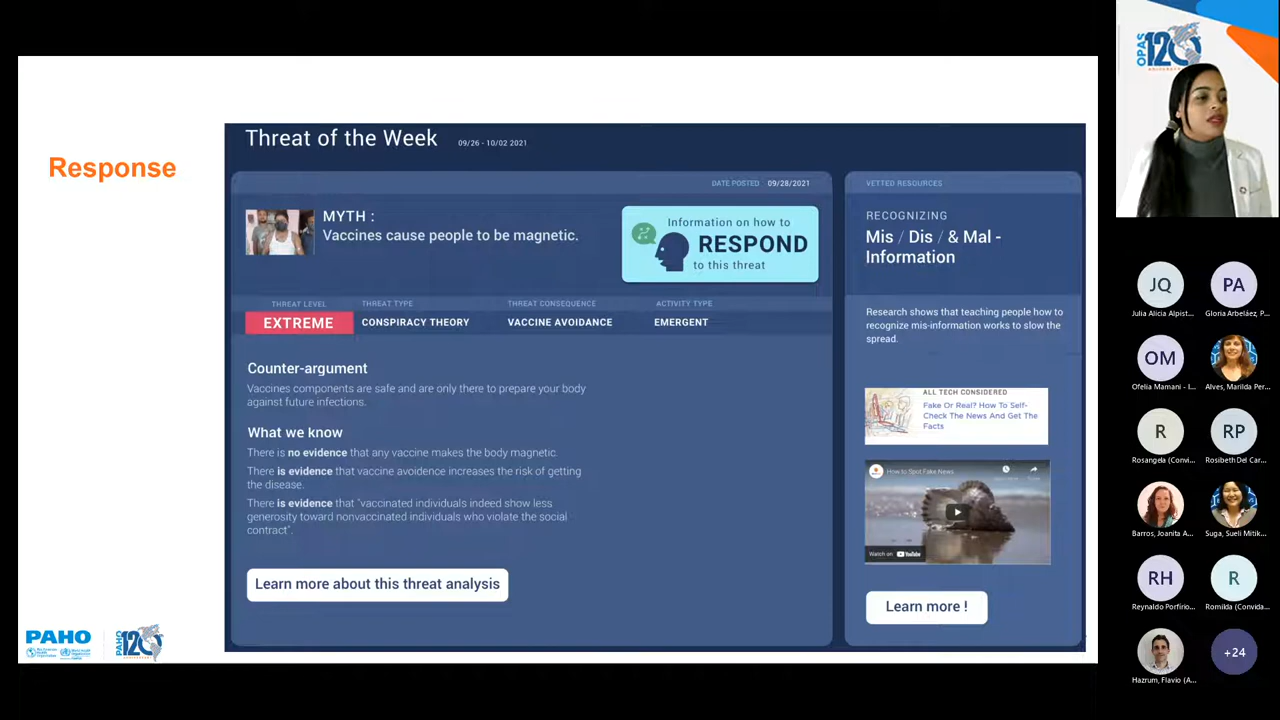 Response
Threat of the Week
09/26 - 10/02 2021
DATE POSTED 09/28/2021
MYTH :
Vaccines cause people to be magnetic.
Information on how to
RESPOND
to this threat
THREAT LEVEL
EXTREME
THREAT TYPE
CONSPIRACY THEORY
THREAT CONSEQUENCE
VACCINE AVOIDANCE
ACTIVITY TYPE
EMERGENT
Counter-argument
Vaccines components are safe and are only there to prepare your body
against future infections.
What we know
There is no evidence that any vaccine makes the body magnetic.
There is evidence that vaccine avoidence increases the risk of getting
the disease.
There is evidence that "vaccinated individuals indeed show less
generosity toward nonvaccinated individuals who violate the social
contract".
Learn more about this threat analysis
VETTED RESOURCES
RECOGNIZING
Mis / Dis / & Mal -
Information
Research shows that teaching people how to
recognize mis-information works to slow the
spread.
ALL TECH CONSIDERED
Fake Or Real? How To Self-
Check The News And Get The
Facts
How to Spot Fake News
Watch on YouTube
Learn more !
PAHO
PAHO 120
OPAS 120
JQ
Julia Alicia Alpist...
PA
Gloria Arbeláez, P...
OM
Ofelia Mamani - I...
Alves, Marilda Per...
R
Rosangela (Convi...
RP
Rosibeth Del Car...
Barros, Joanita A...
Suga, Sueli Mitik...
RH
Reynaldo Porfirio...
R
Romilda (Convida...
Hazrum, Flavio (A...
+24